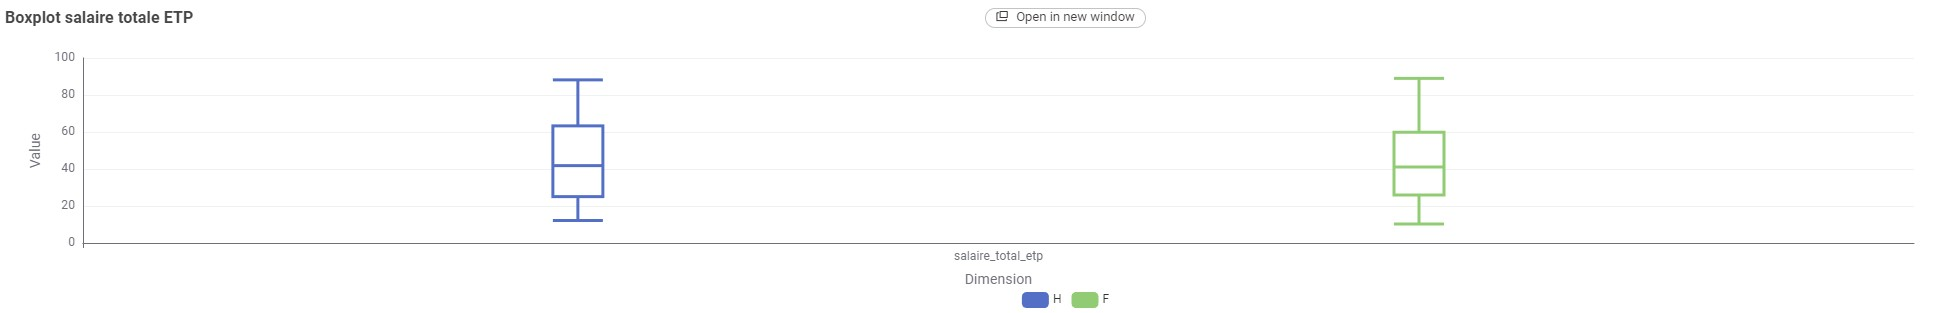 Boxplot salaire totale ETP
Open in new window
100
80
60
40
20
0
Value
salaire_total_etp
Dimension
H F